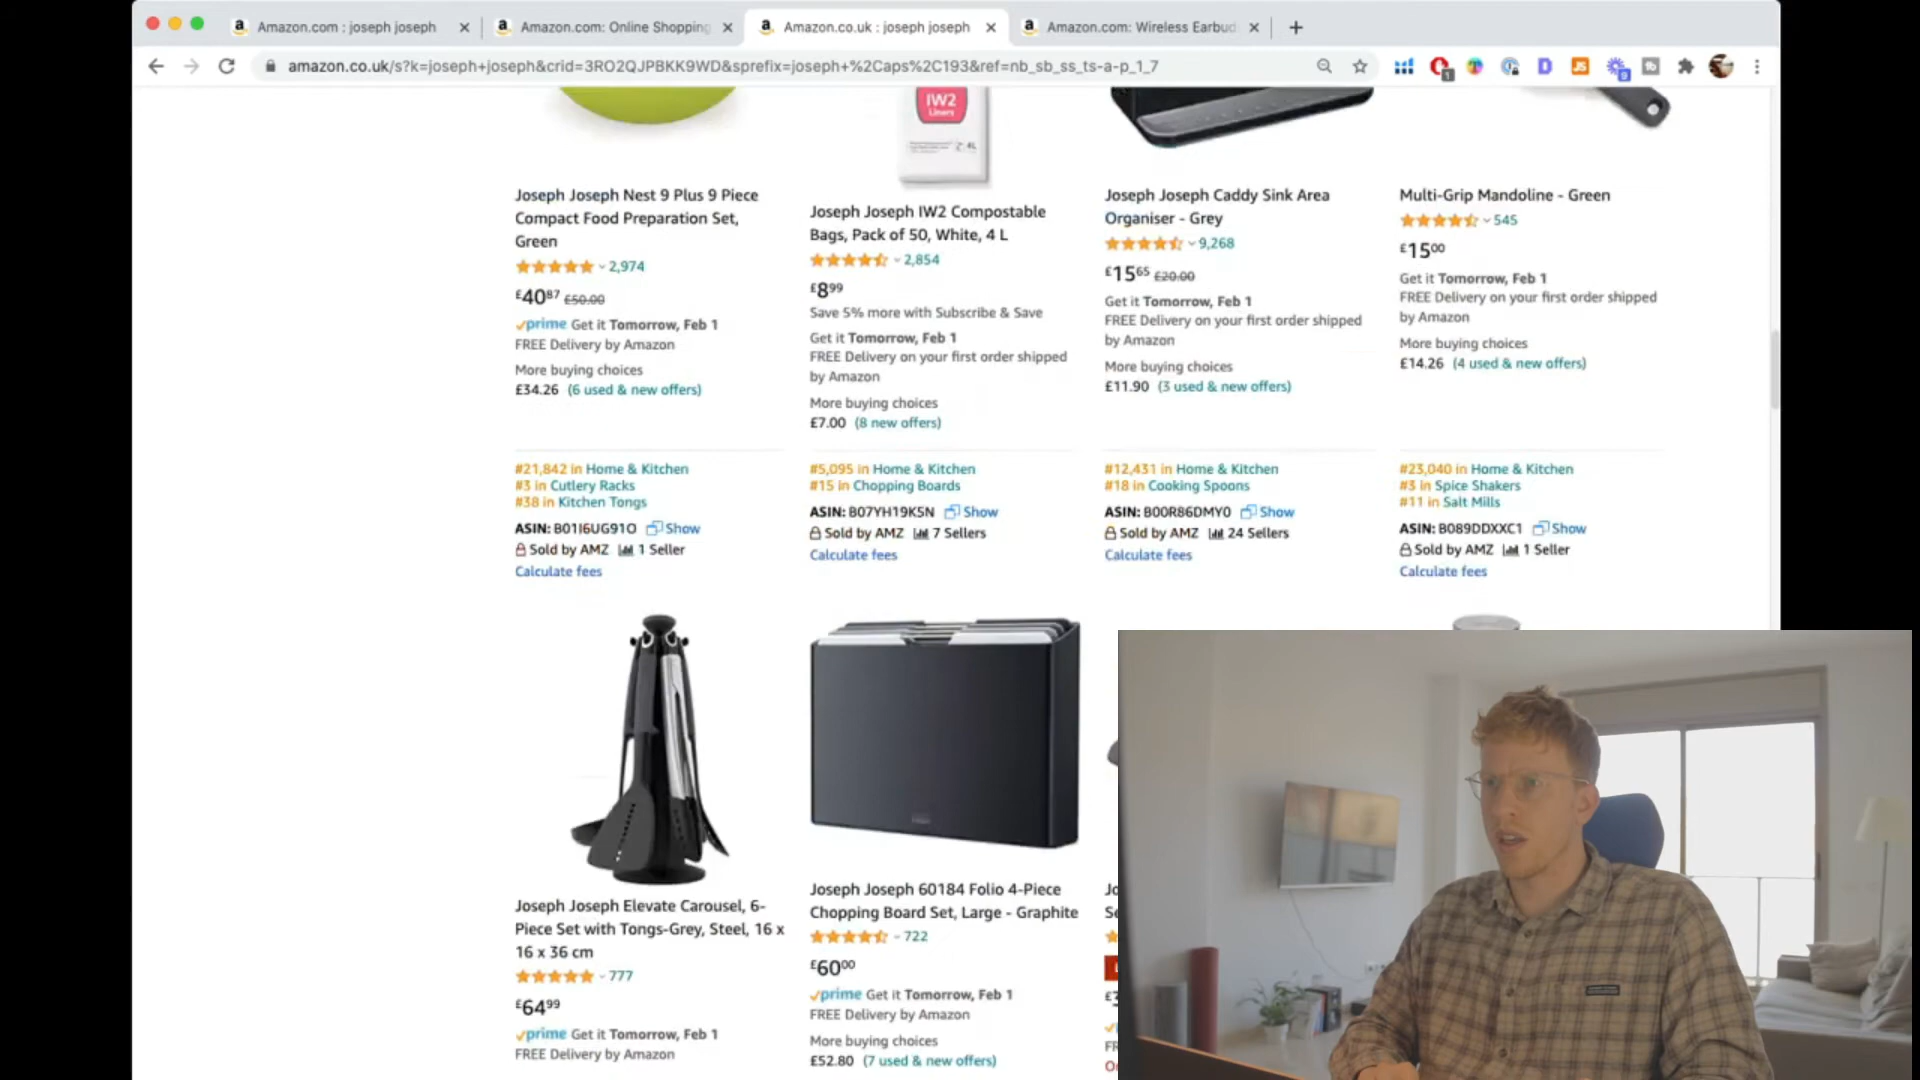 Amazon.com : joseph joseph
Amazon.com: Online Shopping
Amazon.co.uk : joseph joseph
Amazon.com: Wireless Earbud
amazon.co.uk/s?k=joseph+joseph&crid=3RO2QJPBKK9WD&sprefix=joseph+%2Caps%2C193&ref=nb_sb_ss_ts-a-p_1_7
IW2
Liners
4L
Joseph Joseph Nest 9 Plus 9 Piece
Compact Food Preparation Set,
Green
2,974
£40⁸⁷ £50.00
prime Get it Tomorrow, Feb 1
FREE Delivery by Amazon
More buying choices
£34.26 (6 used & new offers)
#21,842 in Home & Kitchen
#3 in Cutlery Racks
#38 in Kitchen Tongs
ASIN: B01I6UG91O Show
Sold by AMZ 1 Seller
Calculate fees
Joseph Joseph IW2 Compostable
Bags, Pack of 50, White, 4 L
2,854
£8⁹⁹
Save 5% more with Subscribe & Save
Get it Tomorrow, Feb 1
FREE Delivery on your first order shipped
by Amazon
More buying choices
£7.00 (8 new offers)
#5,095 in Home & Kitchen
#15 in Chopping Boards
ASIN: B07YH19K5N Show
Sold by AMZ 7 Sellers
Calculate fees
Joseph Joseph Caddy Sink Area
Organiser - Grey
9,268
£15⁶⁵ £20.00
Get it Tomorrow, Feb 1
FREE Delivery on your first order shipped
by Amazon
More buying choices
£11.90 (3 used & new offers)
#12,431 in Home & Kitchen
#18 in Cooking Spoons
ASIN: B00R86DMY0 Show
Sold by AMZ 24 Sellers
Calculate fees
Multi-Grip Mandoline - Green
545
£15⁰⁰
Get it Tomorrow, Feb 1
FREE Delivery on your first order shipped
by Amazon
More buying choices
£14.26 (4 used & new offers)
#23,040 in Home & Kitchen
#3 in Spice Shakers
#11 in Salt Mills
ASIN: B089DDXXC1 Show
Sold by AMZ 1 Seller
Calculate fees
Joseph Joseph Elevate Carousel, 6-
Piece Set with Tongs-Grey, Steel, 16 x
16 x 36 cm
777
£64⁹⁹
prime Get it Tomorrow, Feb 1
FREE Delivery by Amazon
Joseph Joseph 60184 Folio 4-Piece
Chopping Board Set, Large - Graphite
722
£60⁰⁰
prime Get it Tomorrow, Feb 1
FREE Delivery by Amazon
More buying choices
£52.80 (7 used & new offers)